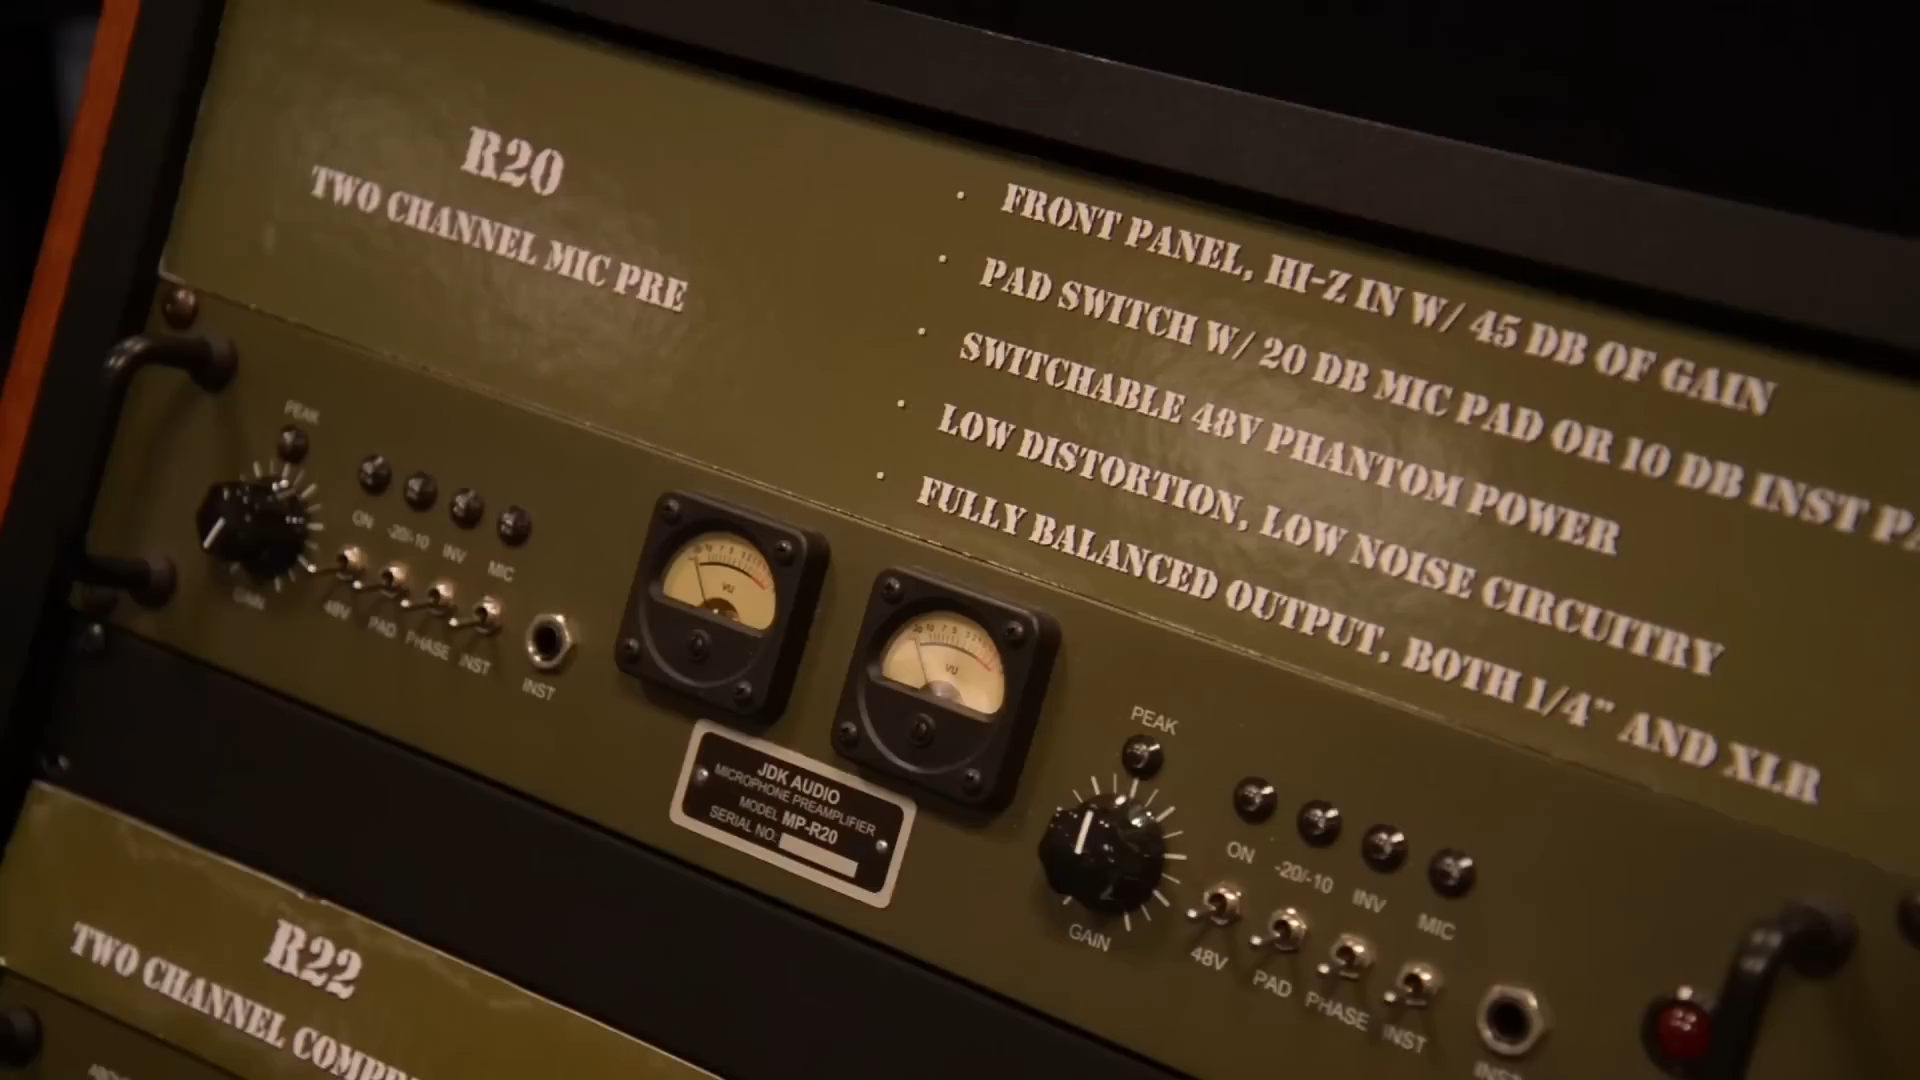 R20
TWO CHANNEL MIC PRE
• FRONT PANEL, HI-Z IN W/ 45 DB OF GAIN
• PAD SWITCH W/ 20 DB MIC PAD OR 10 DB INST
• SWITCHABLE 48V PHANTOM POWER
• LOW DISTORTION, LOW NOISE CIRCUITRY
• FULLY BALANCED OUTPUT, BOTH 1/4" AND XLR
PEAK
ON -20/-10 INV MIC
GAIN
48V PAD PHASE INST
INST
VU
VU
JDK AUDIO
MICROPHONE PREAMPLIFIER
MODEL MP-R20
SERIAL NO.
PEAK
ON -20/-10 INV MIC
GAIN
48V PAD PHASE INST
INST
R22
TWO CHANNEL